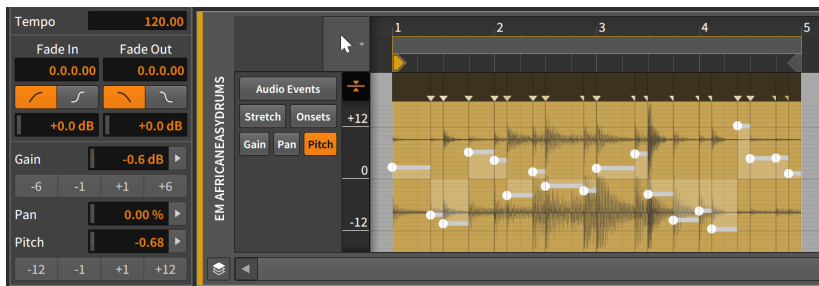 Tempo 120.00
Fade In Fade Out
0.0.0.00 0.0.0.00
+0.0 dB +0.0 dB
Gain -0.6 dB
-6 -1 +1 +6
Pan 0.00 %
Pitch -0.68
-12 -1 +1 +12
EM AFRICANEASYDRUMS
1 2 3 4 5
Audio Events
Stretch Onsets
Gain Pan Pitch
+12
0
-12